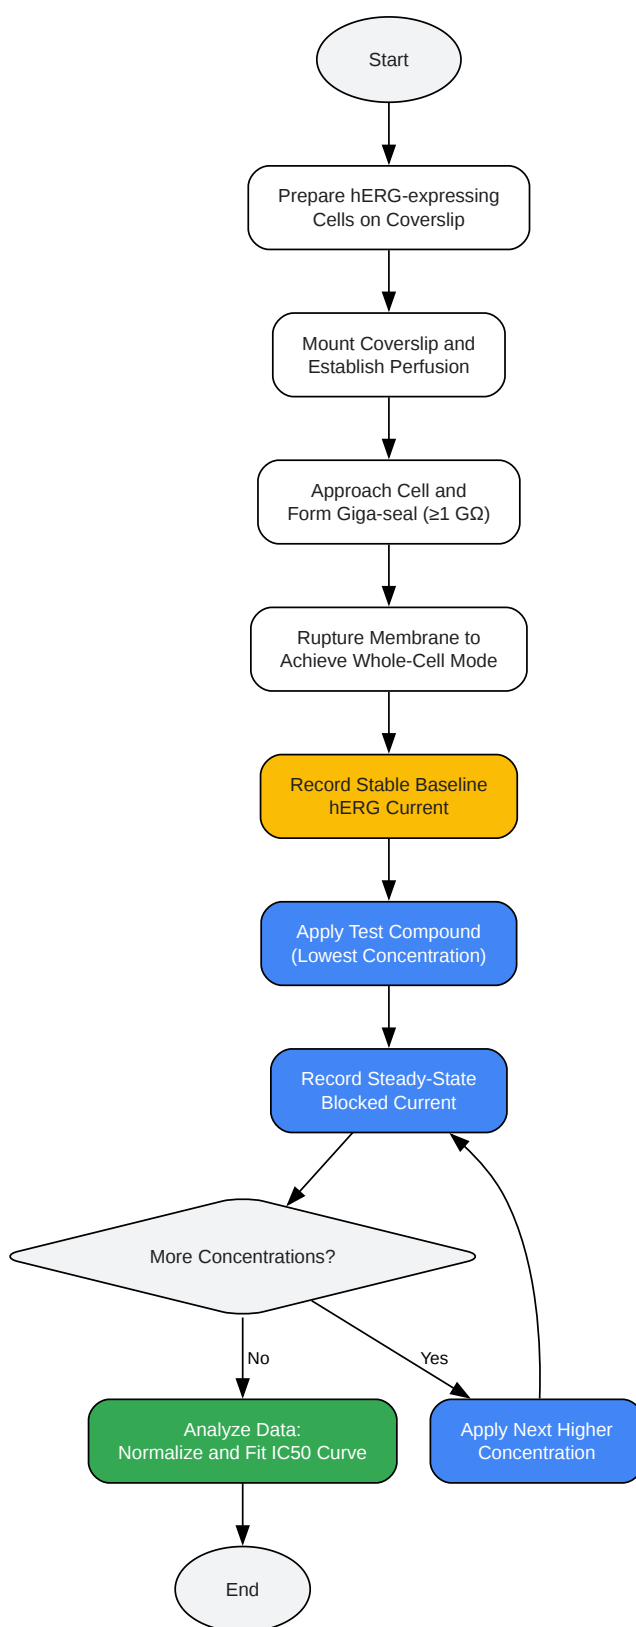 Start
Prepare hERG-expressing
Cells on Coverslip
Mount Coverslip and
Establish Perfusion
Approach Cell and
Form Giga-seal (≥1 GΩ)
Rupture Membrane to
Achieve Whole-Cell Mode
Record Stable Baseline
hERG Current
Apply Test Compound
(Lowest Concentration)
Record Steady-State
Blocked Current
More Concentrations?
No
Yes
Analyze Data:
Normalize and Fit IC50 Curve
Apply Next Higher
Concentration
End